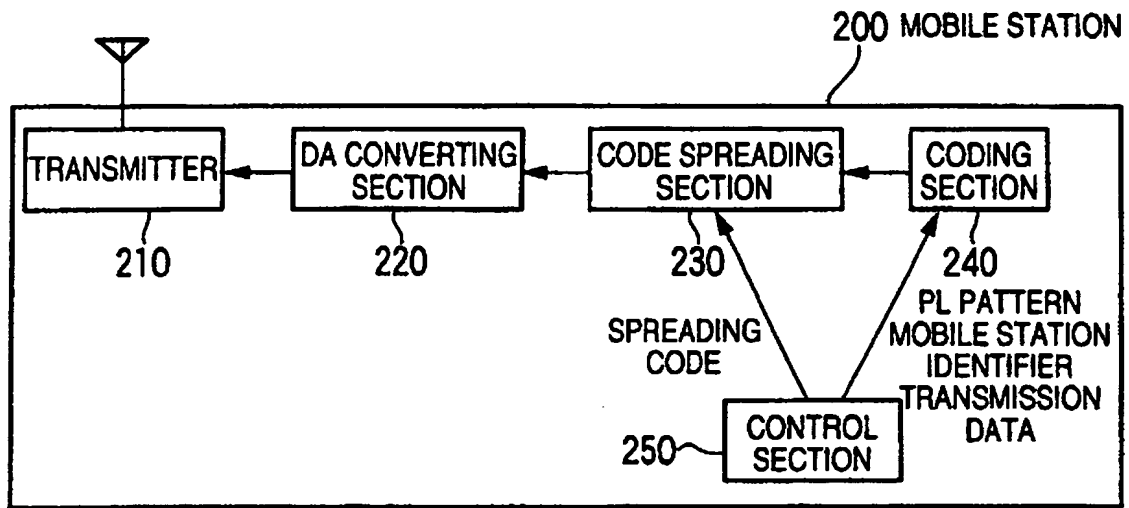 200 MOBILE STATION
TRANSMITTER
DA CONVERTING
SECTION
CODE SPREADING
SECTION
CODING
SECTION
210
220
230
240
SPREADING
CODE
PL PATTERN
MOBILE STATION
IDENTIFIER
TRANSMISSION
DATA
250
CONTROL
SECTION